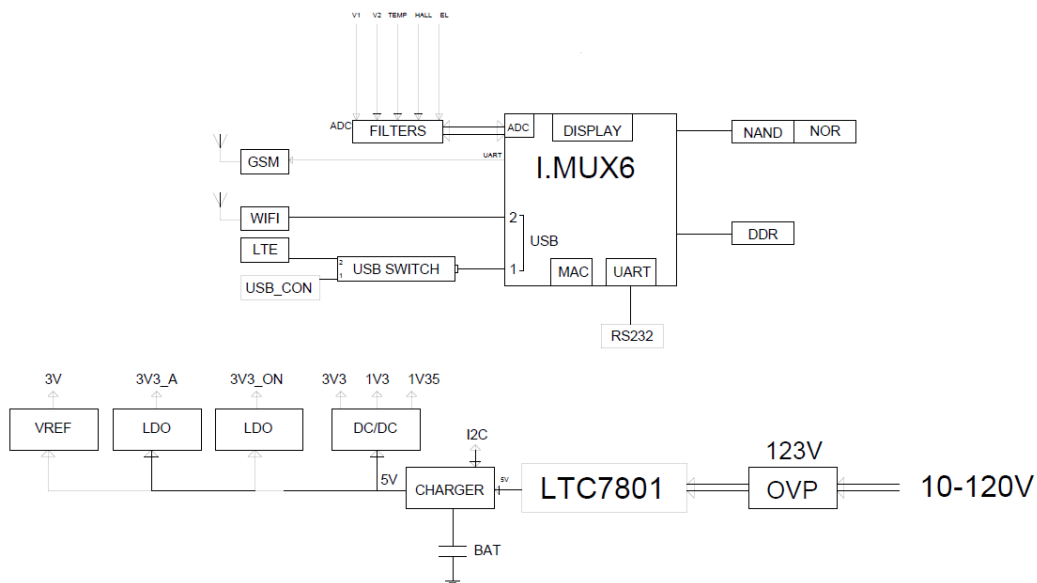 V1 V2 TEMP HALL EL
ADC FILTERS ADC DISPLAY NAND NOR
GSM UART I.MUX6
WIFI 2
LTE USB DDR
2
1 USB SWITCH 1
USB_CON MAC UART
RS232
3V 3V3_A 3V3_ON 3V3 1V3 1V35
VREF LDO LDO DC/DC
I2C
123V
5V CHARGER 5V LTC7801 OVP 10-120V
BAT